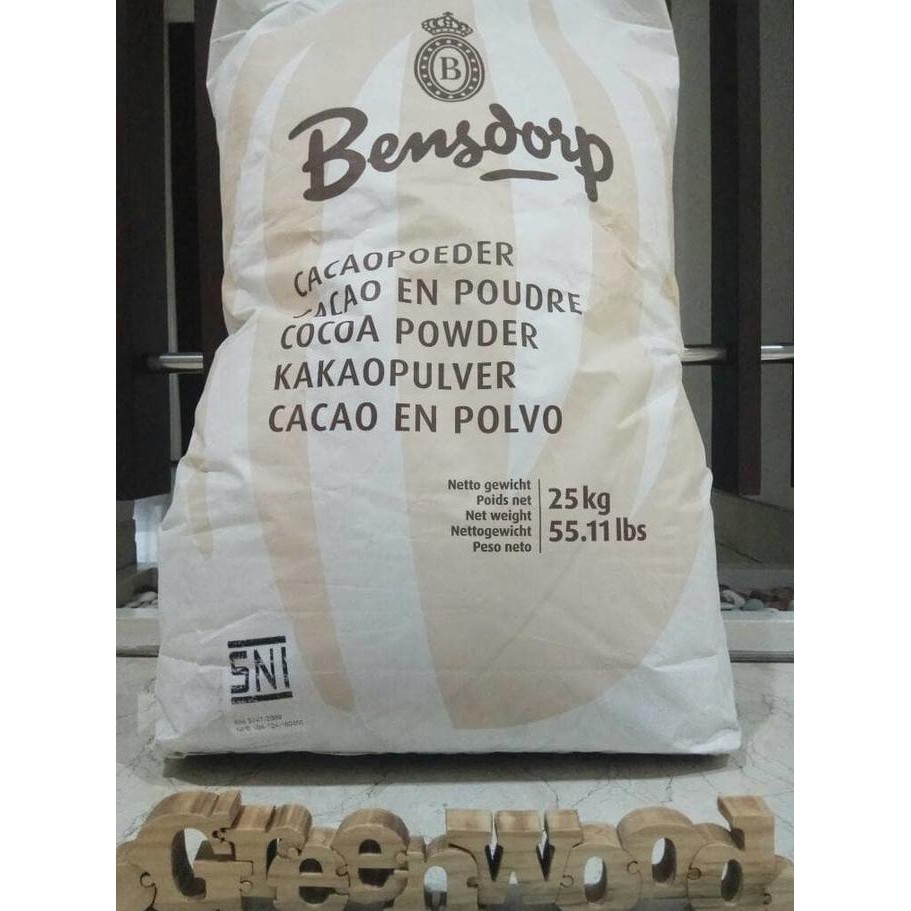 B
Bensdorp
CACAOPOEDER
CACAO EN POUDRE
COCOA POWDER
KAKAOPULVER
CACAO EN POLVO
Netto gewicht
Poids net
Net weight
Nettogewicht
Peso neto
25 kg
55.11 lbs
SNI
GreenWood